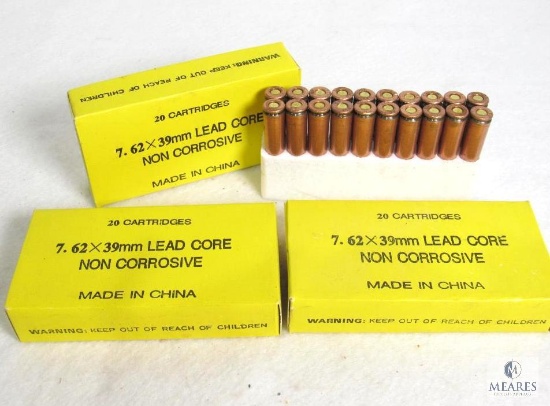 WARNING: KEEP OUT OF REACH OF CHILDREN
20 CARTRIDGES
7.62×39mm LEAD CORE
NON CORROSIVE
MADE IN CHINA
20 CARTRIDGES
7.62×39mm LEAD CORE
NON CORROSIVE
MADE IN CHINA
WARNING: KEEP OUT OF REACH OF CHILDREN
20 CARTRIDGES
7.62×39mm LEAD CORE
NON CORROSIVE
MADE IN CHINA
WARNING: KEEP OUT OF REACH OF CHILDREN
M
MEARES